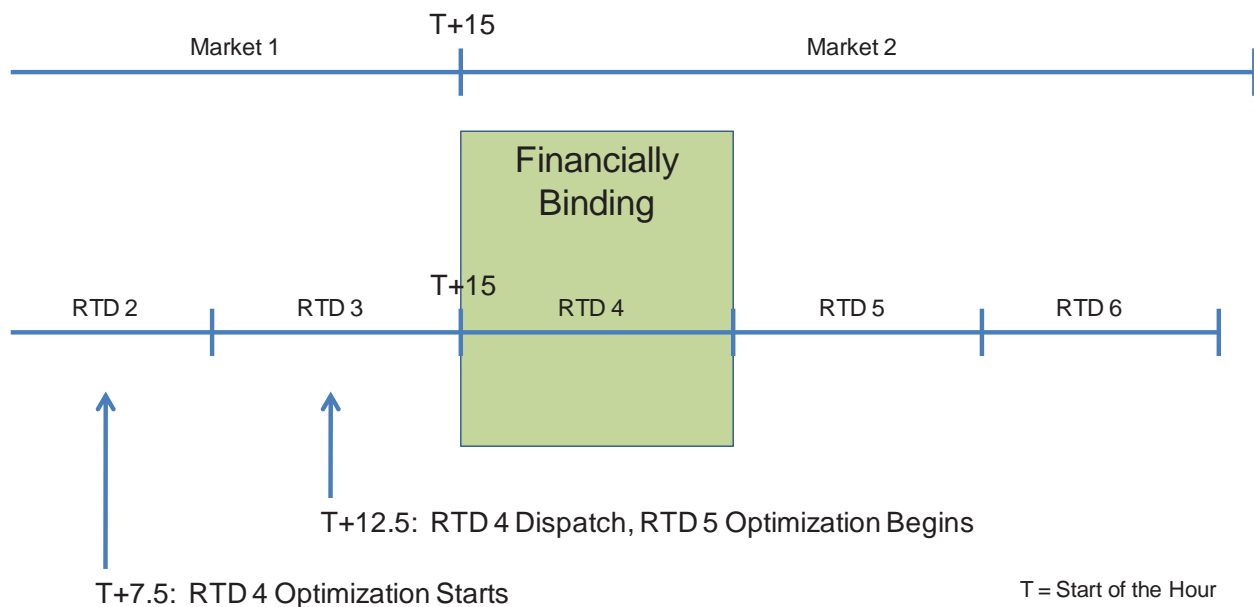 T+15
Market 1
Market 2
Financially
Binding
T+15
RTD 2
RTD 3
RTD 4
RTD 5
RTD 6
T+12.5: RTD 4 Dispatch, RTD 5 Optimization Begins
T+7.5: RTD 4 Optimization Starts
T = Start of the Hour